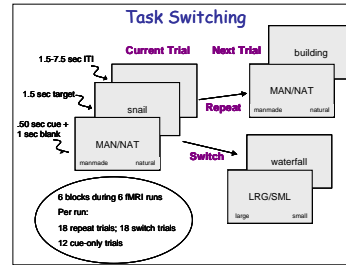 Task Switching
Current Trial
Next Trial
1.5-7.5 sec ITI
building
1.5 sec target
snail
MAN/NAT
manmade natural
Repeat
.50 sec cue +
1 sec blank
MAN/NAT
manmade natural
Switch
waterfall
LRG/SML
large small
6 blocks during 6 fMRI runs
Per run:
18 repeat trials; 18 switch trials
12 cue-only trials